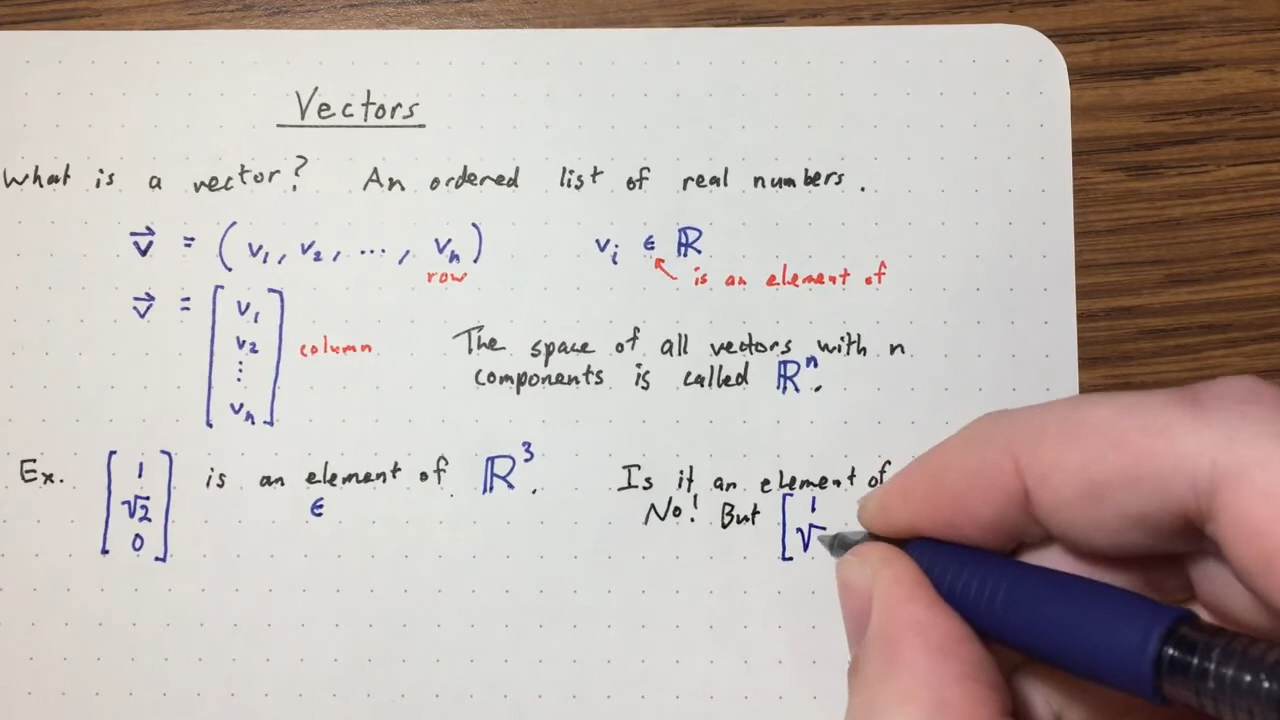 Vectors
What is a vector? An ordered list of real numbers.
v⃗ = (v₁, v₂, ..., vₙ) vᵢ ∈ ℝ
row
is an element of
v⃗ = [v₁ v₂ ⋮ vₙ] column
The space of all vectors with n
components is called ℝⁿ.
Ex. [1 √2 0] is an element of ℝ³.
∈
Is it an element of
No! But [1 √